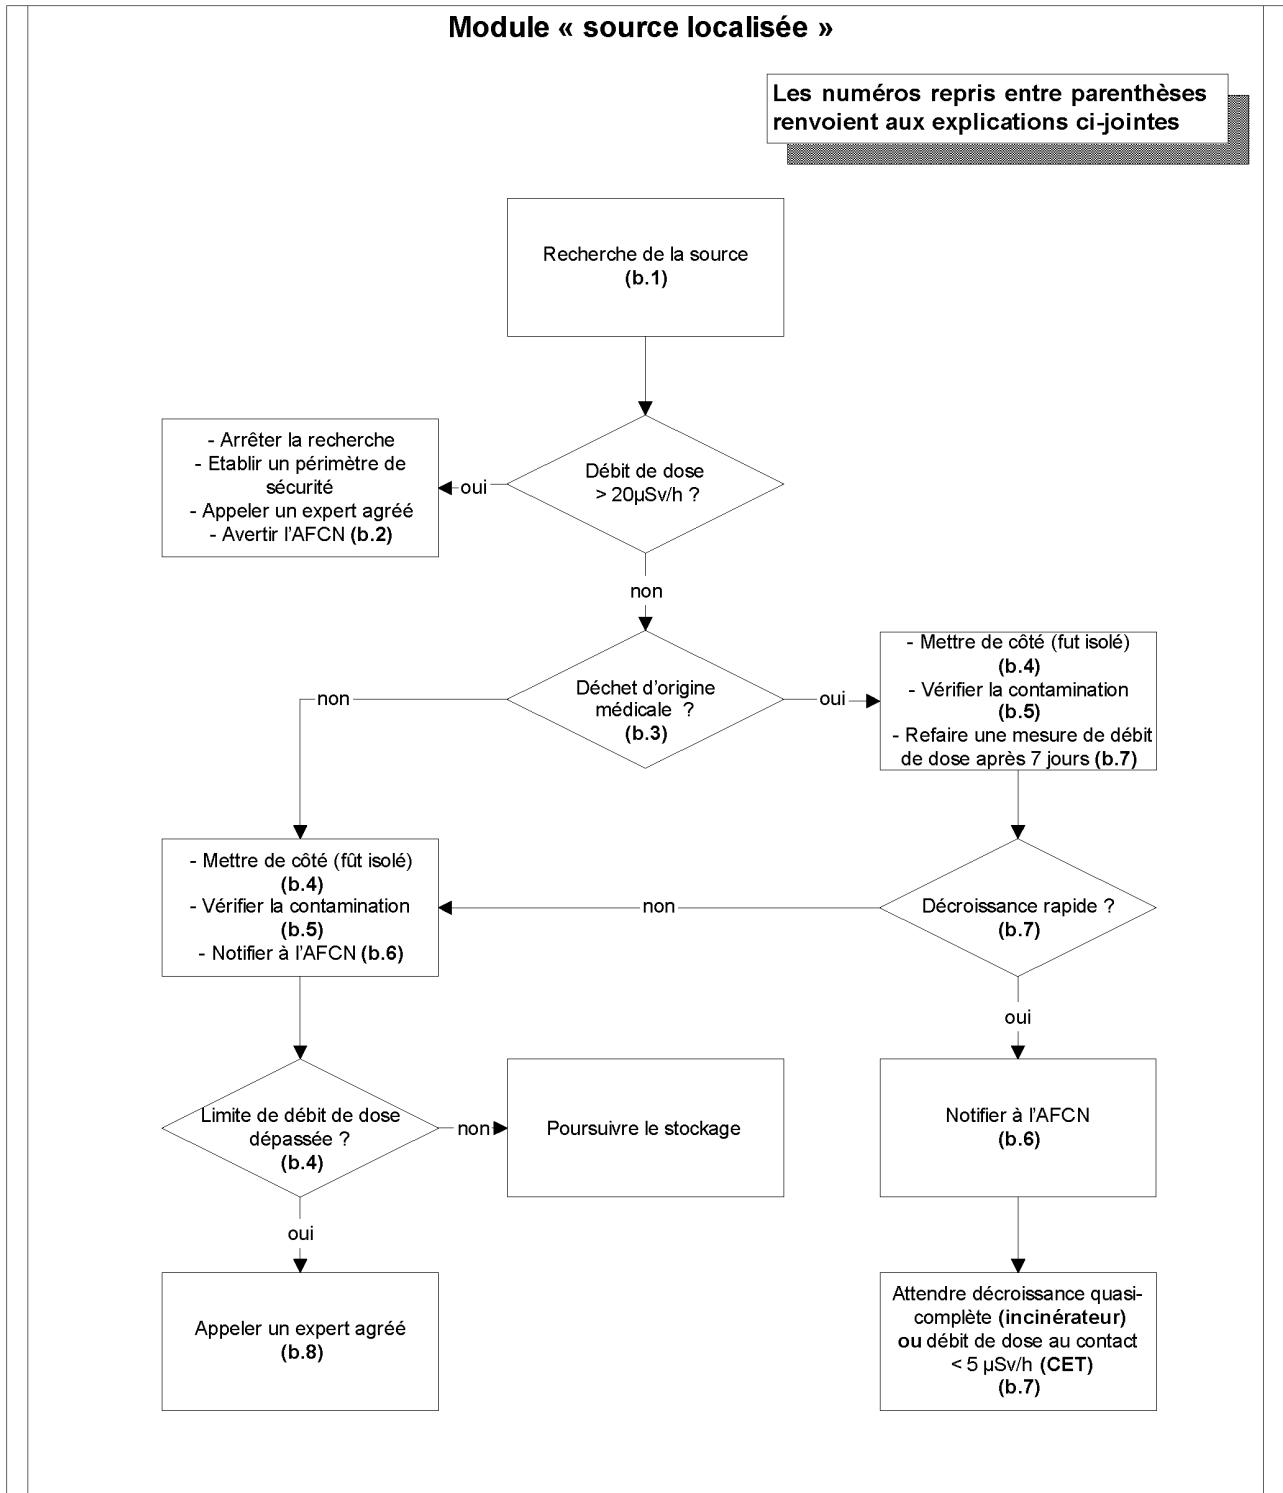 Module « source localisée »
Les numéros repris entre parenthèses
renvoient aux explications ci-jointes
Recherche de la source
(b.1)
- Arrêter la recherche
- Etablir un périmètre de
sécurité
- Appeler un expert agréé
- Avertir l'AFCN (b.2)
oui
Débit de dose
> 20µSv/h ?
non
Déchet d'origine
médicale ?
(b.3)
non
oui
- Mettre de côté (fut isolé)
(b.4)
- Vérifier la contamination
(b.5)
- Refaire une mesure de débit
de dose après 7 jours (b.7)
- Mettre de côté (fût isolé)
(b.4)
- Vérifier la contamination
(b.5)
- Notifier à l'AFCN (b.6)
non
Décroissance rapide ?
(b.7)
oui
Limite de débit de dose
dépassée ?
(b.4)
non
Poursuivre le stockage
Notifier à l'AFCN
(b.6)
oui
Appeler un expert agréé
(b.8)
Attendre décroissance quasi-
complète (incinérateur)
ou débit de dose au contact
< 5 µSv/h (CET)
(b.7)